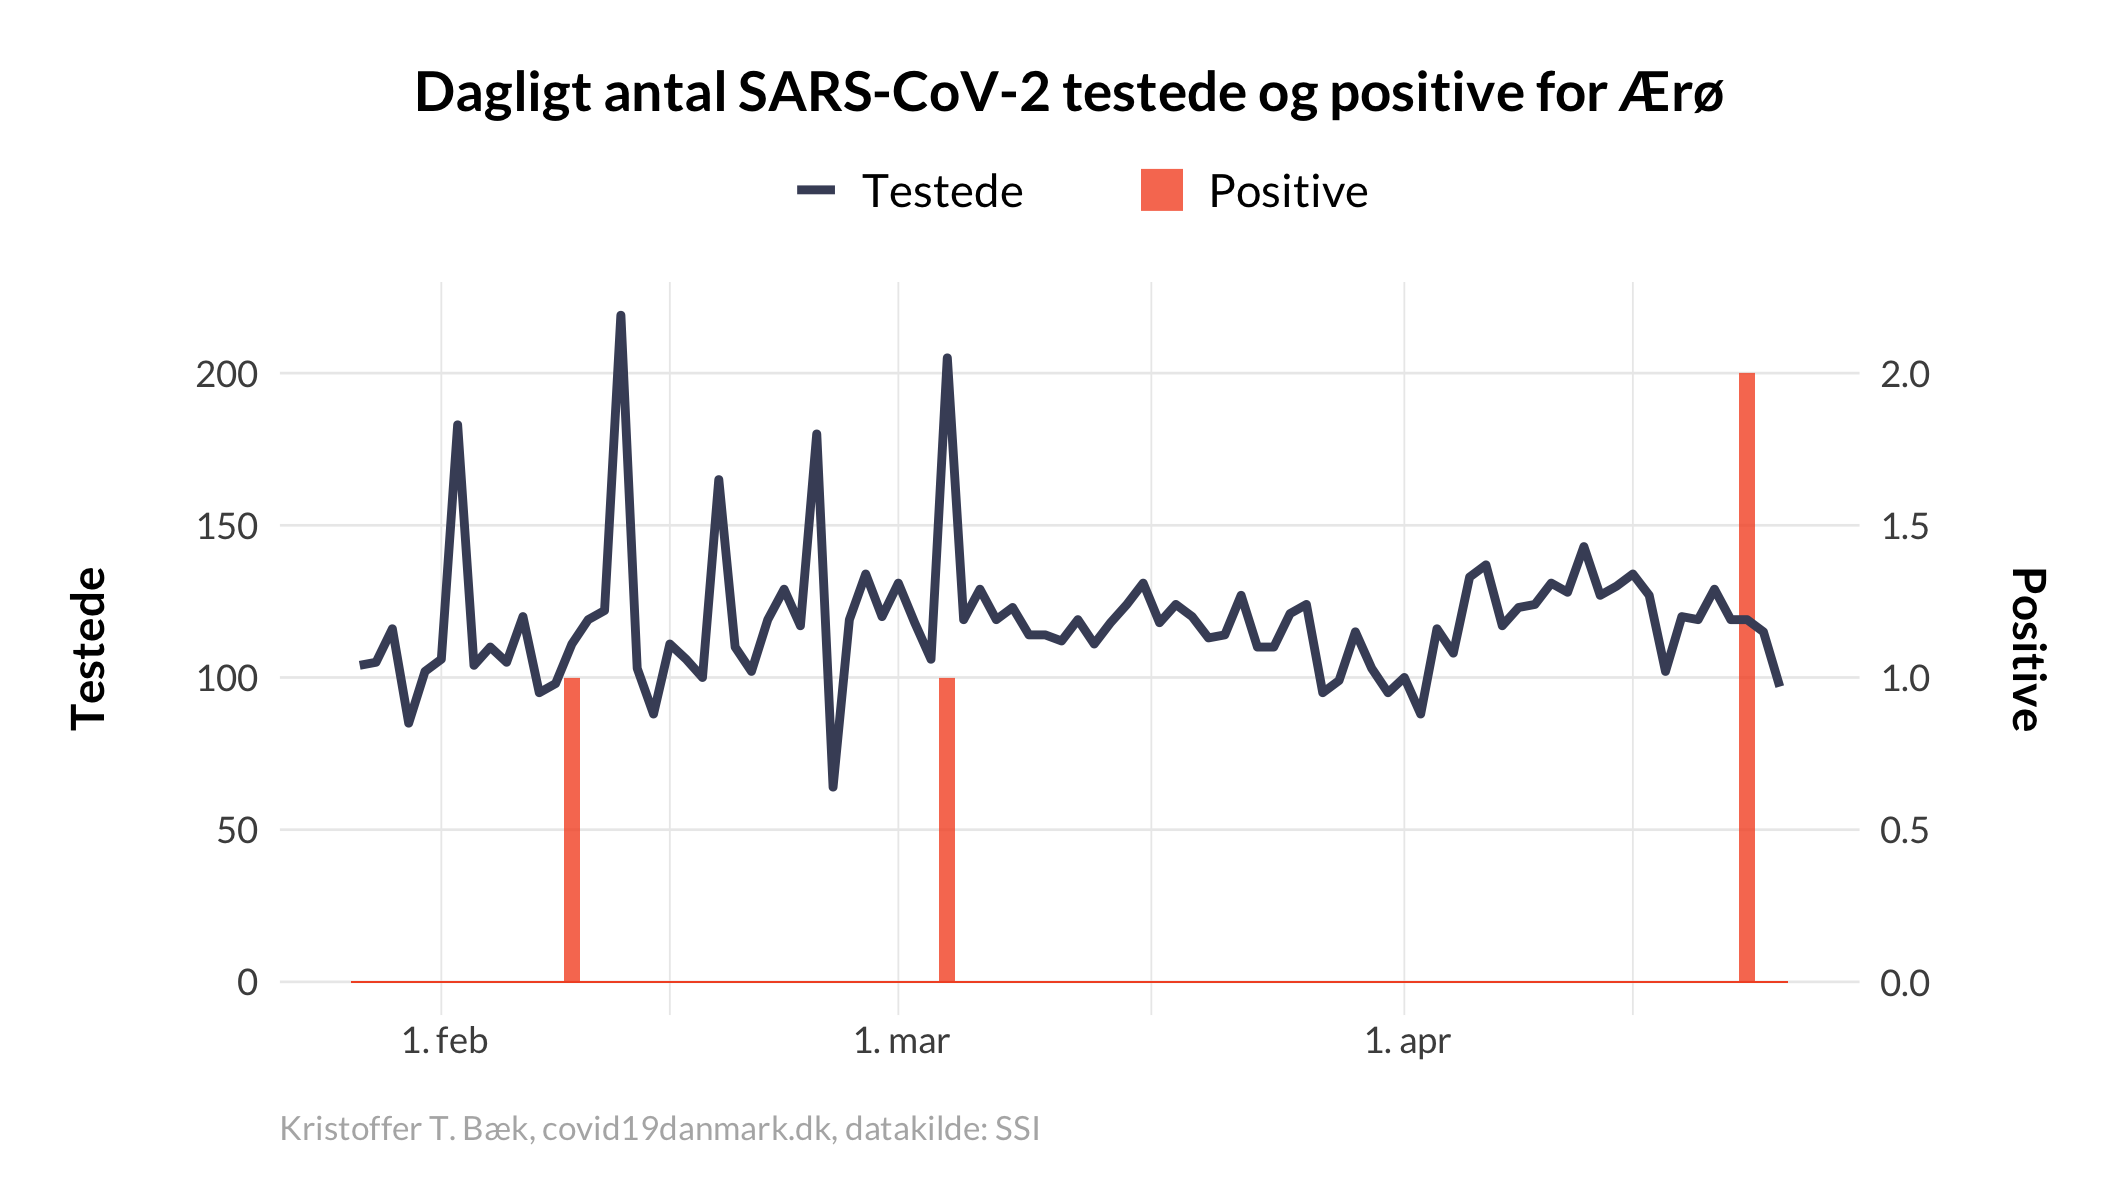 Dagligt antal SARS-CoV-2 testede og positive for Ærø
Testede Positive
200 2.0
150 1.5
100 1.0
50 0.5
0 0.0
Testede
Positive
1. feb 1. mar 1. apr
Kristoffer T. Bæk, covid19danmark.dk, datakilde: SSI